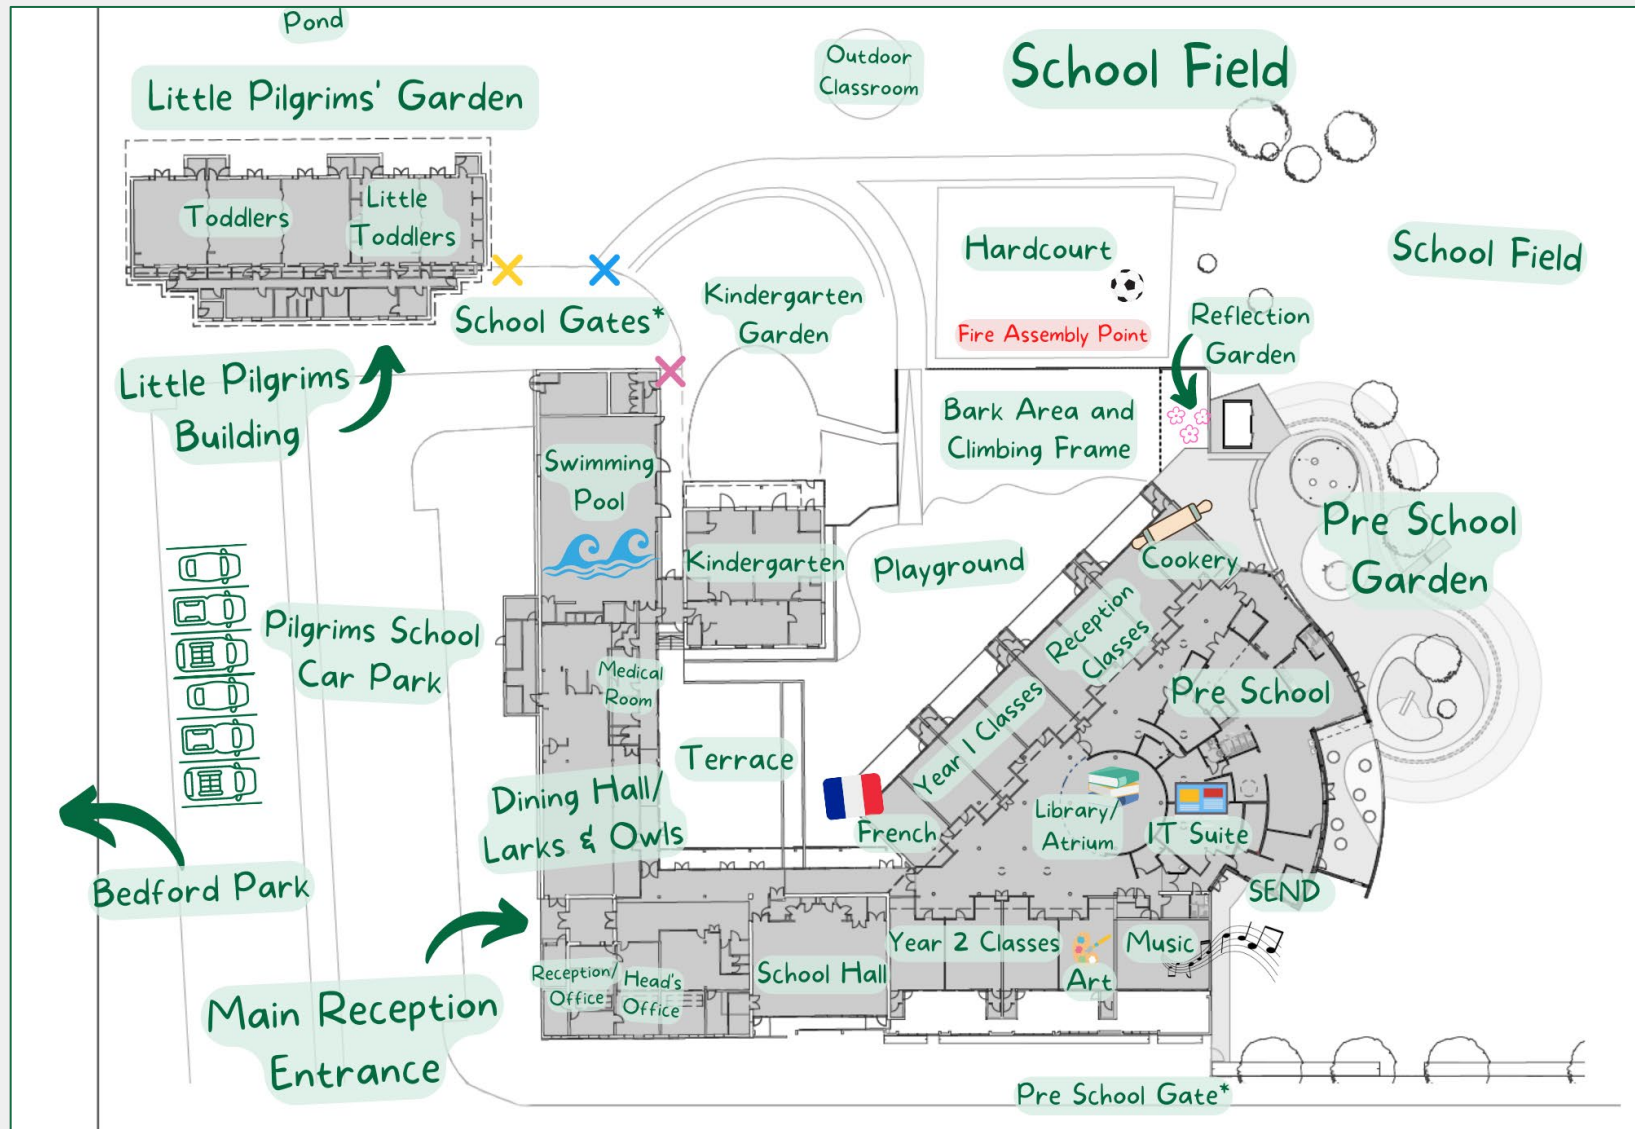 Pond
Little Pilgrims' Garden
Outdoor
Classroom
School Field
Toddlers
Little
Toddlers
School Gates*
Kindergarten
Garden
Hardcourt
Fire Assembly Point
School Field
Reflection
Garden
Little Pilgrims
Building
Swimming
Pool
Bark Area and
Climbing Frame
Pre School
Garden
Kindergarten
Playground
Cookery
Reception
Classes
Pilgrims School
Car Park
Medical
Room
Pre School
Year 1 Classes
Terrace
Dining Hall/
Larks & Owls
French
Library/
Atrium
IT Suite
Bedford Park
SEND
Year 2 Classes
Music
Art
School Hall
Reception/
Office
Head's
Office
Main Reception
Entrance
Pre School Gate*